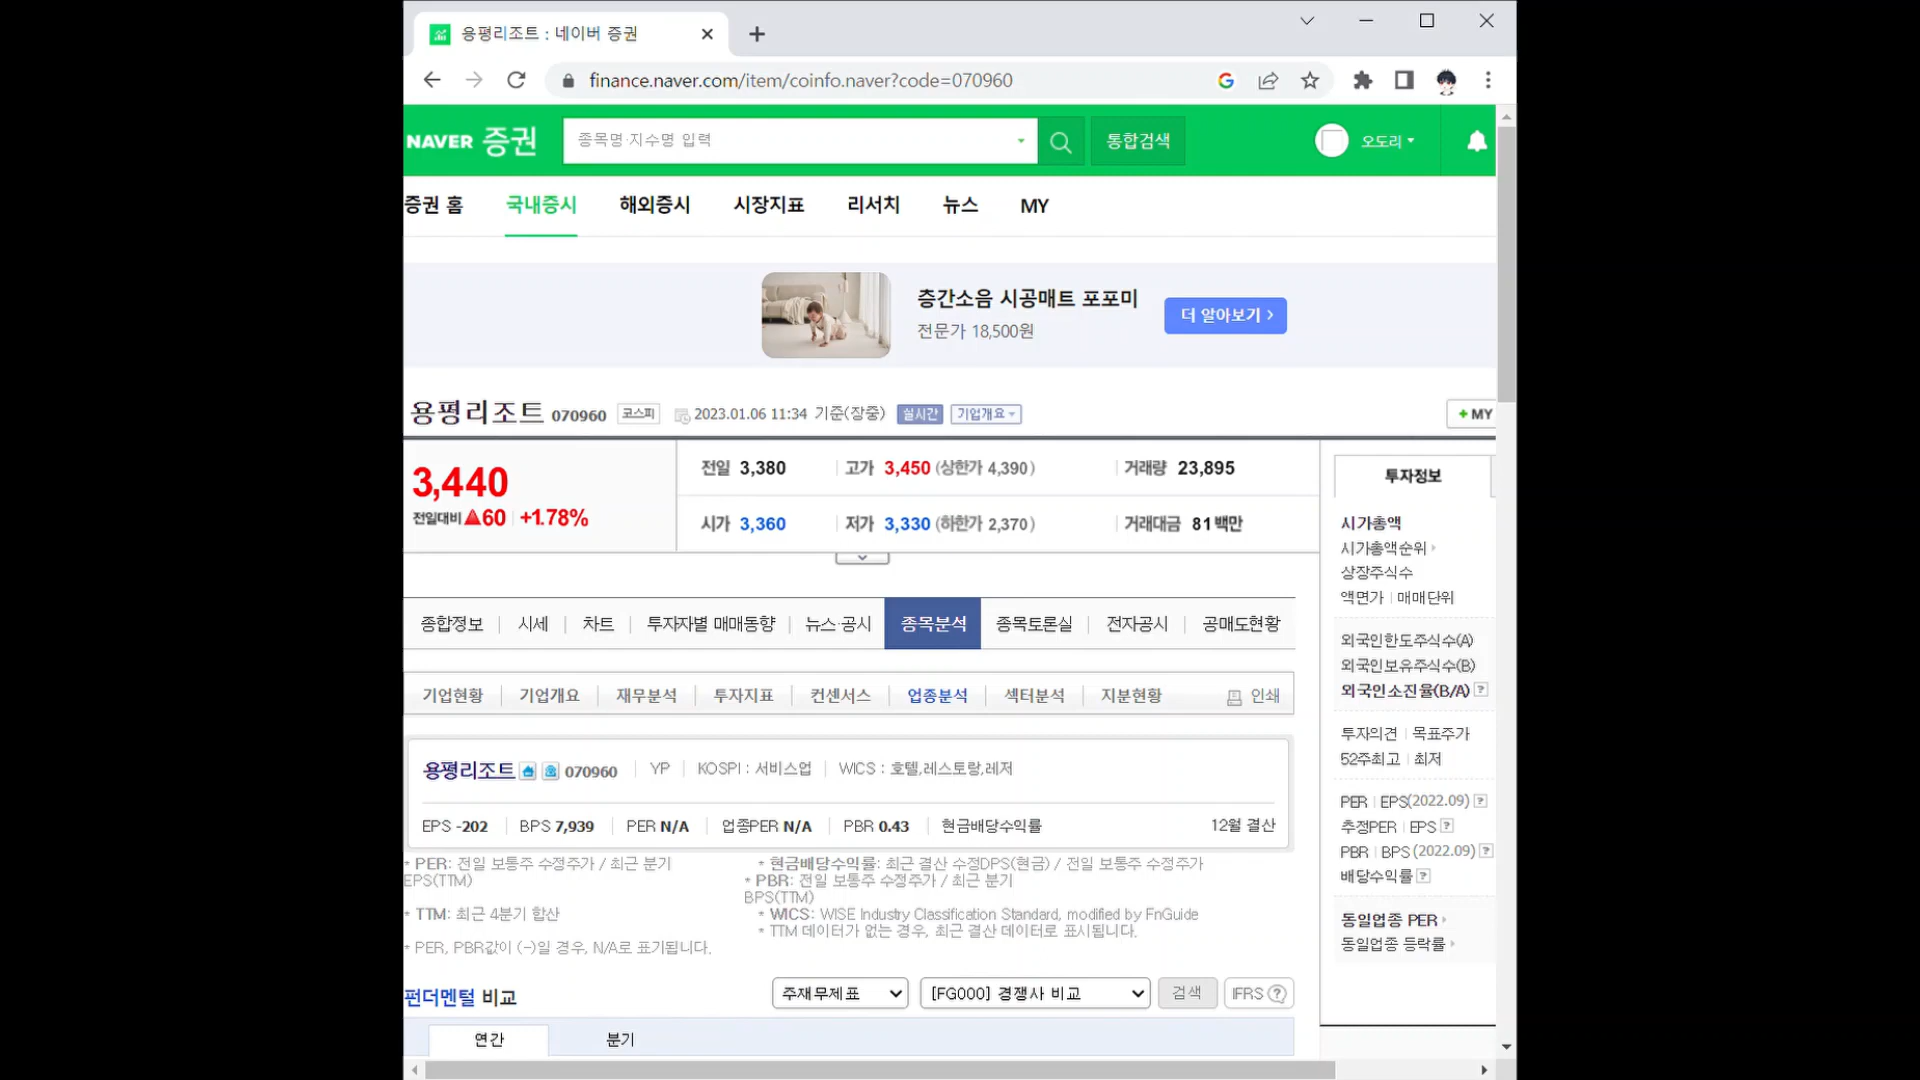 용평리조트 : 네이버 증권
finance.naver.com/item/coinfo.naver?code=070960
NAVER 증권 종목명·지수명 입력 통합검색 오도리
증권 홈 국내증시 해외증시 시장지표 리서치 뉴스 MY
층간소음 시공매트 포포미
전문가 18,500원
더 알아보기 >
용평리조트 070960 코스피 2023.01.06 11:34 기준(장중) 실시간 기업개요 + MY
3,440
전일대비 ▲60 +1.78%
전일 3,380 고가 3,450 (상한가 4,390) 거래량 23,895
시가 3,360 저가 3,330 (하한가 2,370) 거래대금 81 백만
종합정보 시세 차트 투자자별 매매동향 뉴스·공시 종목분석 종목토론실 전자공시 공매도현황
기업현황 기업개요 재무분석 투자지표 컨센서스 업종분석 섹터분석 지분현황 인쇄
용평리조트 070960 YP KOSPI : 서비스업 WICS : 호텔,레스토랑,레저
EPS -202 BPS 7,939 PER N/A 업종PER N/A PBR 0.43 현금배당수익률 12월 결산
* PER: 전일 보통주 수정주가 / 최근 분기
EPS(TTM)
* TTM: 최근 4분기 합산
* PER, PBR값이 (-)일 경우, N/A로 표기됩니다.
* 현금배당수익률: 최근 결산 수정DPS(현금) / 전일 보통주 수정주가
* PBR: 전일 보통주 수정주가 / 최근 분기
BPS(TTM)
* WICS: WISE Industry Classification Standard, modified by FnGuide
* TTM 데이터가 없는 경우, 최근 결산 데이터로 표시됩니다.
펀더멘털 비교 주재무제표 [FG000] 경쟁사 비교 검색 IFRS ?
연간 분기
투자정보
시가총액
시가총액순위
상장주식수
액면가 매매단위
외국인한도주식수(A)
외국인보유주식수(B)
외국인소진율(B/A) ?
투자의견 목표주가
52주최고 최저
PER EPS(2022.09) ?
추정PER EPS ?
PBR BPS (2022.09) ?
배당수익률 ?
동일업종 PER
동일업종 등락률